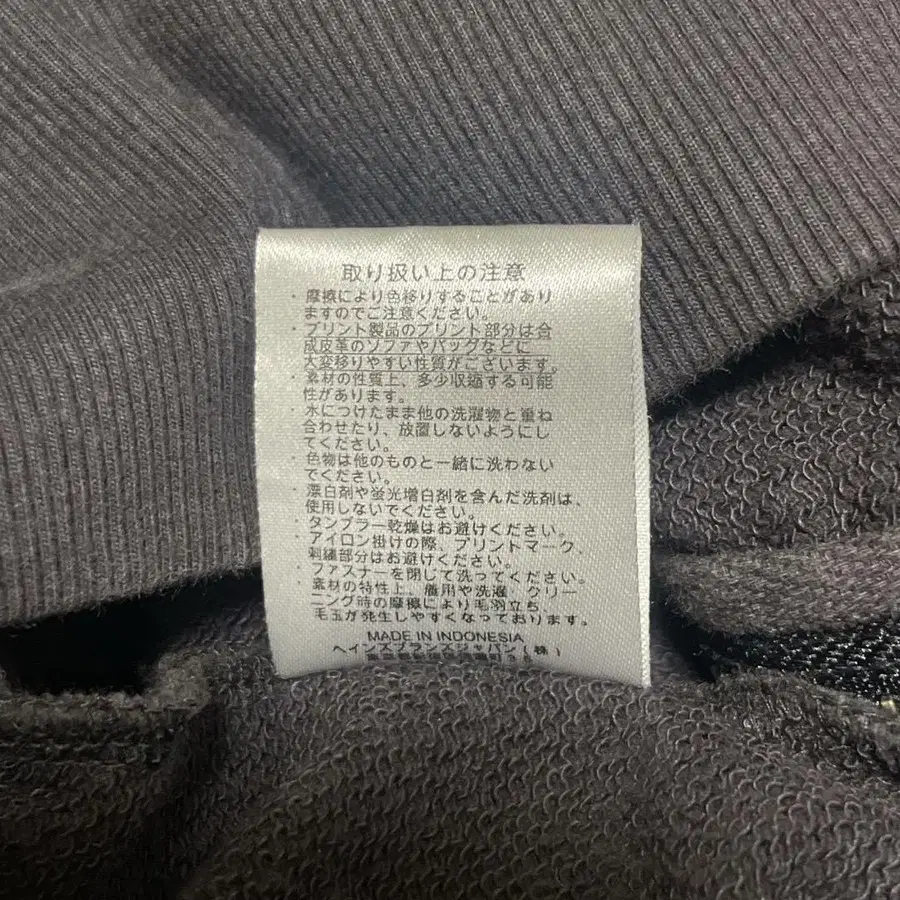 取り扱い上の注意
・摩擦により色移りすることがあり
ますのでご注意ください。
・プリント製品のプリント部分は合
成皮革のソファやバッグなどに
大変移りやすい性質がございます。
・素材の性質上、多少収縮する可能
性があります。
・水につけたまま他の洗濯物と重ね
合わせたり、放置しないようにし
てください。
・色物は他のものと一緒に洗わない
でください。
・漂白剤や蛍光増白剤を含んだ洗剤は、
使用しないでください。
・タンブラー乾燥はお避けください。
・アイロン掛けの際、プリントマーク、
刺繍部分はお避けください。
・ファスナーを閉じて洗ってください。
・素材の特性上、着用や洗濯 クリー
ニング時の摩擦により毛羽立ち、
毛玉が発生しやすくなっております。
MADE IN INDONESIA
ヘインズブランズジャパン(株)